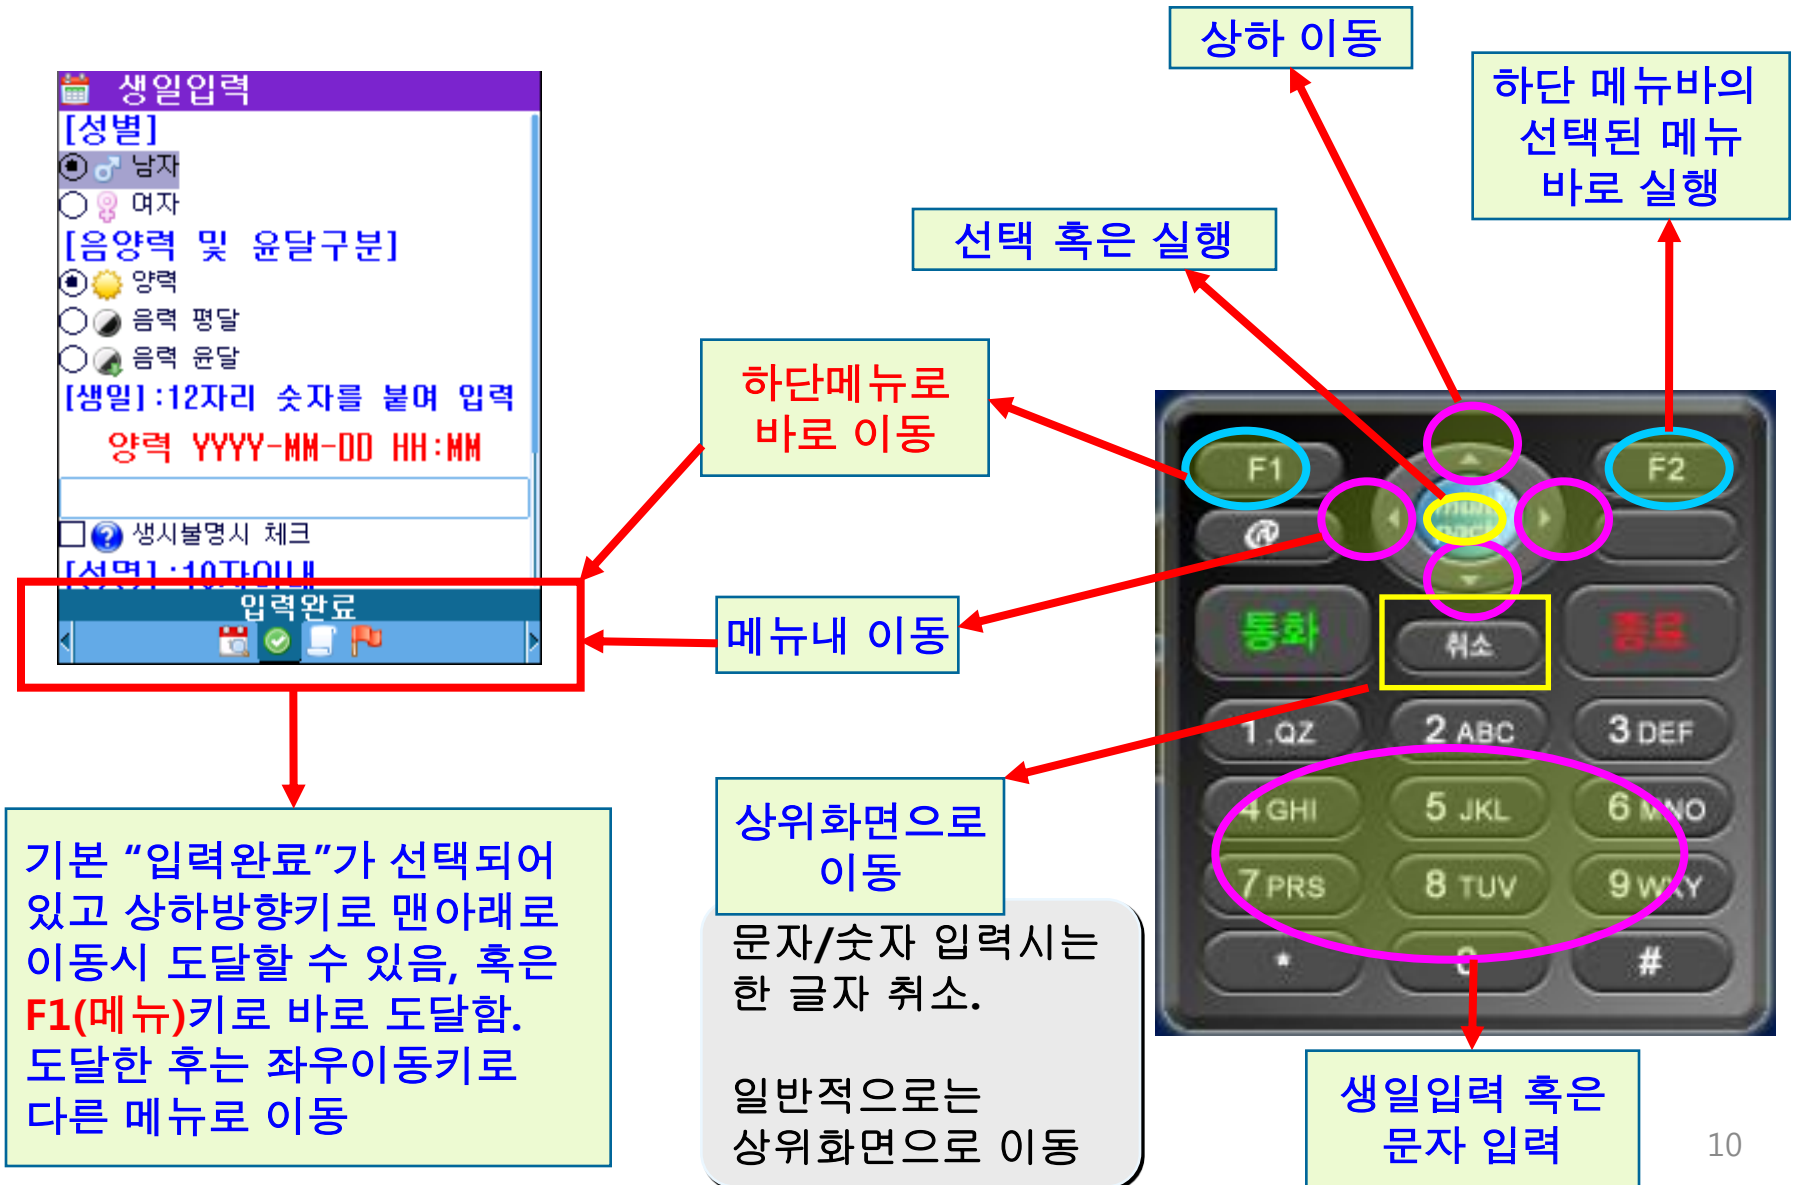 생일입력
[성별]
남자
여자
[음양력 및 윤달구분]
양력
음력 평달
음력 윤달
[생일]:12자리 숫자를 붙여 입력
양력 YYYY-MM-DD HH:MM
생시불명시 체크
[성명]:10자이내
입력완료
기본 “입력완료”가 선택되어
있고 상하방향키로 맨아래로
이동시 도달할 수 있음, 혹은
F1(메뉴)키로 바로 도달함.
도달한 후는 좌우이동키로
다른 메뉴로 이동
상하 이동
하단 메뉴바의
선택된 메뉴
바로 실행
선택 혹은 실행
하단메뉴로
바로 이동
메뉴내 이동
상위화면으로
이동
문자/숫자 입력시는
한 글자 취소.
일반적으로는
상위화면으로 이동
F1
F2
@
통화
취소
종료
1 .QZ
2 ABC
3 DEF
4 GHI
5 JKL
6 MNO
7 PRS
8 TUV
9 WXY
*
0
#
생일입력 혹은
문자 입력
10